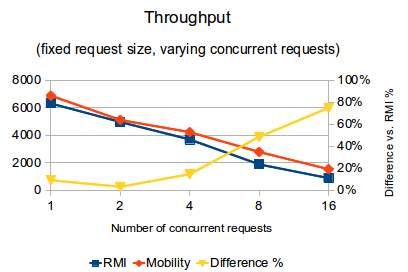 Throughput
(fixed request size, varying concurrent requests)
8000
6000
4000
2000
0
100%
80%
60%
40%
20%
0%
Difference vs. RMI %
1 2 4 8 16
Number of concurrent requests
RMI Mobility Difference %